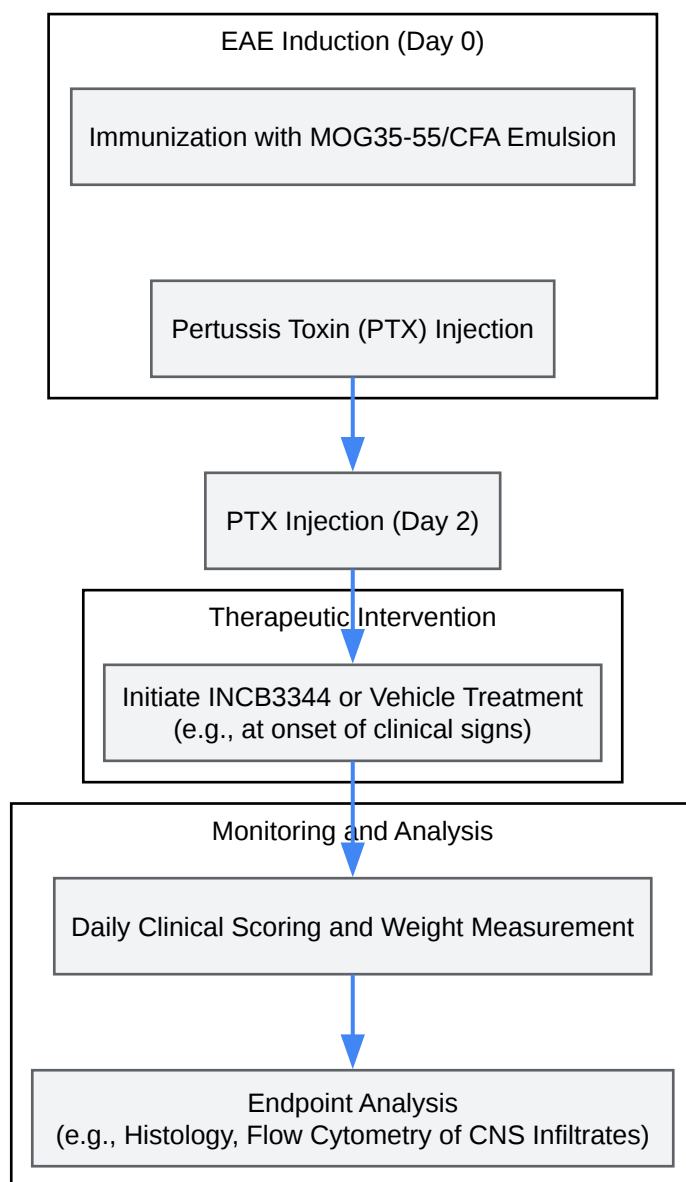 EAE Induction (Day 0)
Immunization with MOG35-55/CFA Emulsion
Pertussis Toxin (PTX) Injection
PTX Injection (Day 2)
Therapeutic Intervention
Initiate INCB3344 or Vehicle Treatment
(e.g., at onset of clinical signs)
Monitoring and Analysis
Daily Clinical Scoring and Weight Measurement
Endpoint Analysis
(e.g., Histology, Flow Cytometry of CNS Infiltrates)